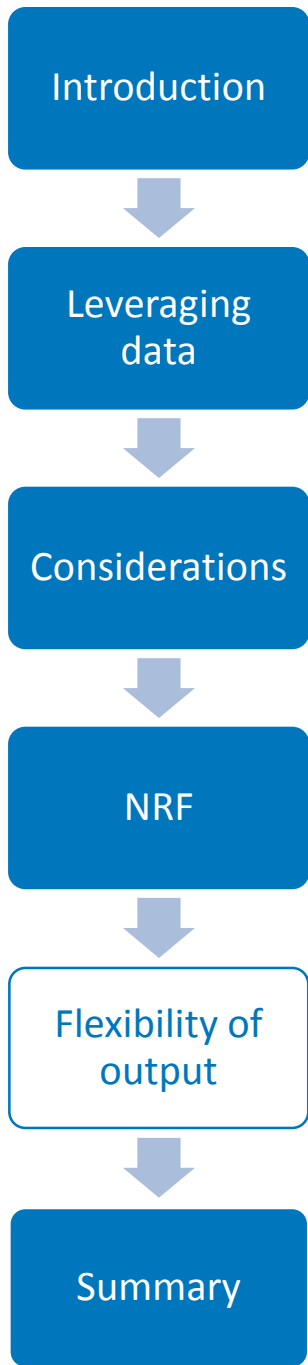 Introduction
Leveraging
data
Considerations
NRF
Flexibility of
output
Summary